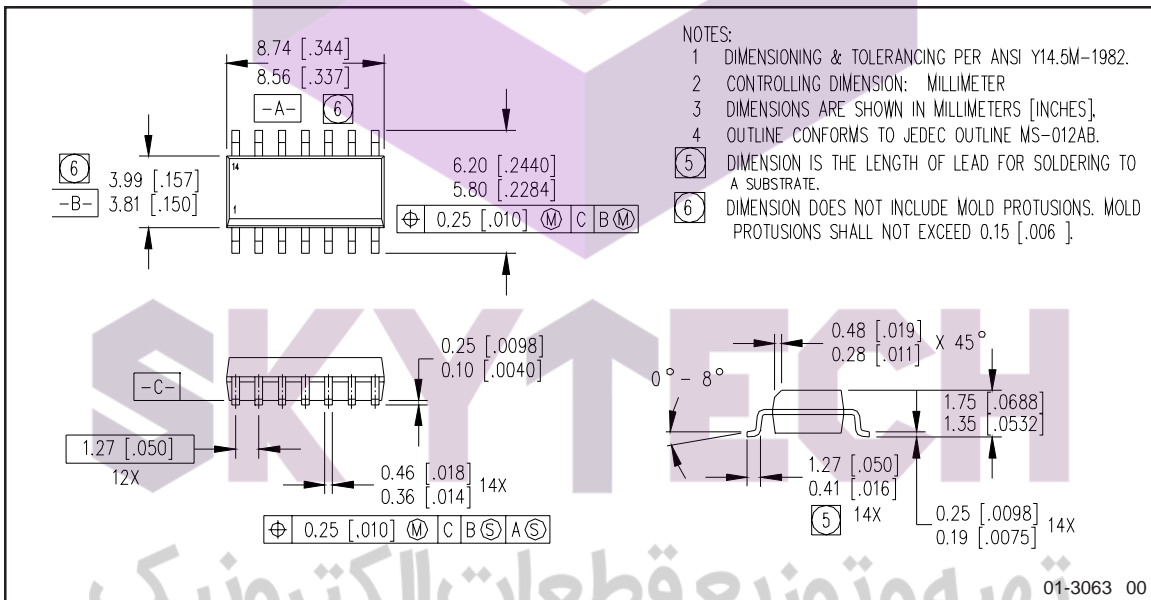 8.74 [.344]
8.56 [.337]
-A- 6
6
3.99 [.157]
3.81 [.150]
-B-
14
1
6.20 [.2440]
5.80 [.2284]
⌖ 0.25 [.010] Ⓜ C B Ⓜ
NOTES:
1 DIMENSIONING & TOLERANCING PER ANSI Y14.5M-1982.
2 CONTROLLING DIMENSION: MILLIMETER
3 DIMENSIONS ARE SHOWN IN MILLIMETERS [INCHES].
4 OUTLINE CONFORMS TO JEDEC OUTLINE MS-012AB.
5 DIMENSION IS THE LENGTH OF LEAD FOR SOLDERING TO
A SUBSTRATE.
6 DIMENSION DOES NOT INCLUDE MOLD PROTUSIONS. MOLD
PROTUSIONS SHALL NOT EXCEED 0.15 [.006 ].
SKYTECH
-C-
0.25 [.0098]
0.10 [.0040]
1.27 [.050]
12X
0.46 [.018]
0.36 [.014] 14X
⌖ 0.25 [.010] Ⓜ C B Ⓢ A Ⓢ
0.48 [.019]
0.28 [.011] X 45°
0° - 8°
1.75 [.0688]
1.35 [.0532]
1.27 [.050]
0.41 [.016]
5 14X
0.25 [.0098]
0.19 [.0075] 14X
تهیه و توزیع قطعات الکترونیک
01-3063 00